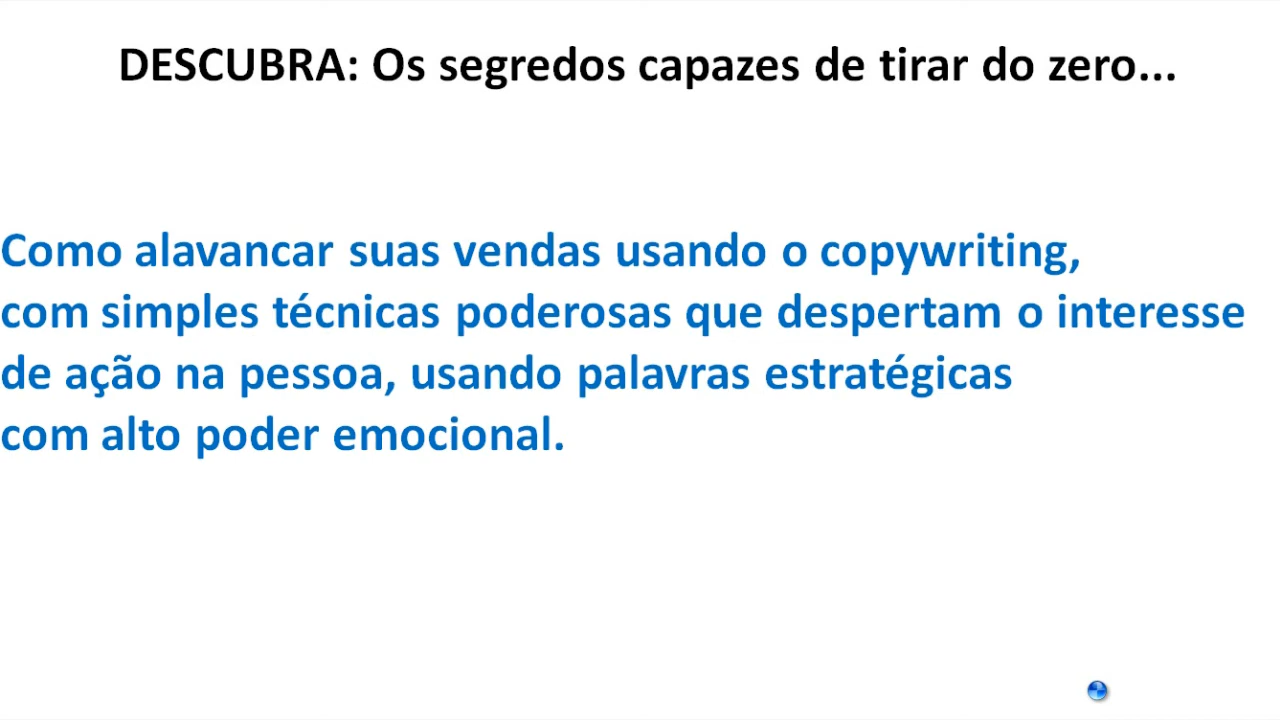 DESCUBRA: Os segredos capazes de tirar do zero...
Como alavancar suas vendas usando o copywriting,
com simples técnicas poderosas que despertam o interesse
de ação na pessoa, usando palavras estratégicas
com alto poder emocional.